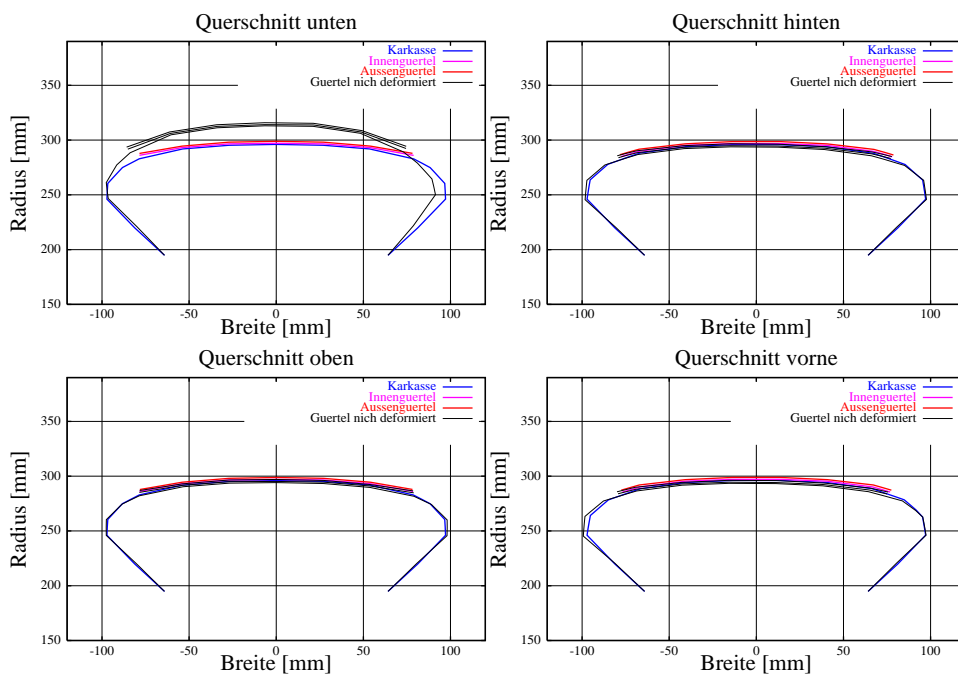 Querschnitt unten
Karkasse
Innenguertel
Aussenguertel
Guertel nich deformiert
350
300
250
200
150
Radius [mm]
-100 -50 0 50 100
Breite [mm]
Querschnitt hinten
Karkasse
Innenguertel
Aussenguertel
Guertel nich deformiert
350
300
250
200
150
Radius [mm]
-100 -50 0 50 100
Breite [mm]
Querschnitt oben
Karkasse
Innenguertel
Aussenguertel
Guertel nich deformiert
350
300
250
200
150
Radius [mm]
-100 -50 0 50 100
Breite [mm]
Querschnitt vorne
Karkasse
Innenguertel
Aussenguertel
Guertel nich deformiert
350
300
250
200
150
Radius [mm]
-100 -50 0 50 100
Breite [mm]